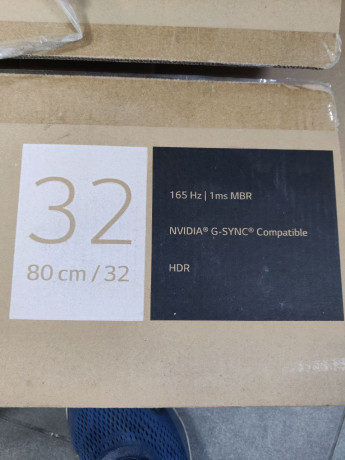 32
80 cm / 32
165 Hz | 1ms MBR
NVIDIA® G-SYNC® Compatible
HDR